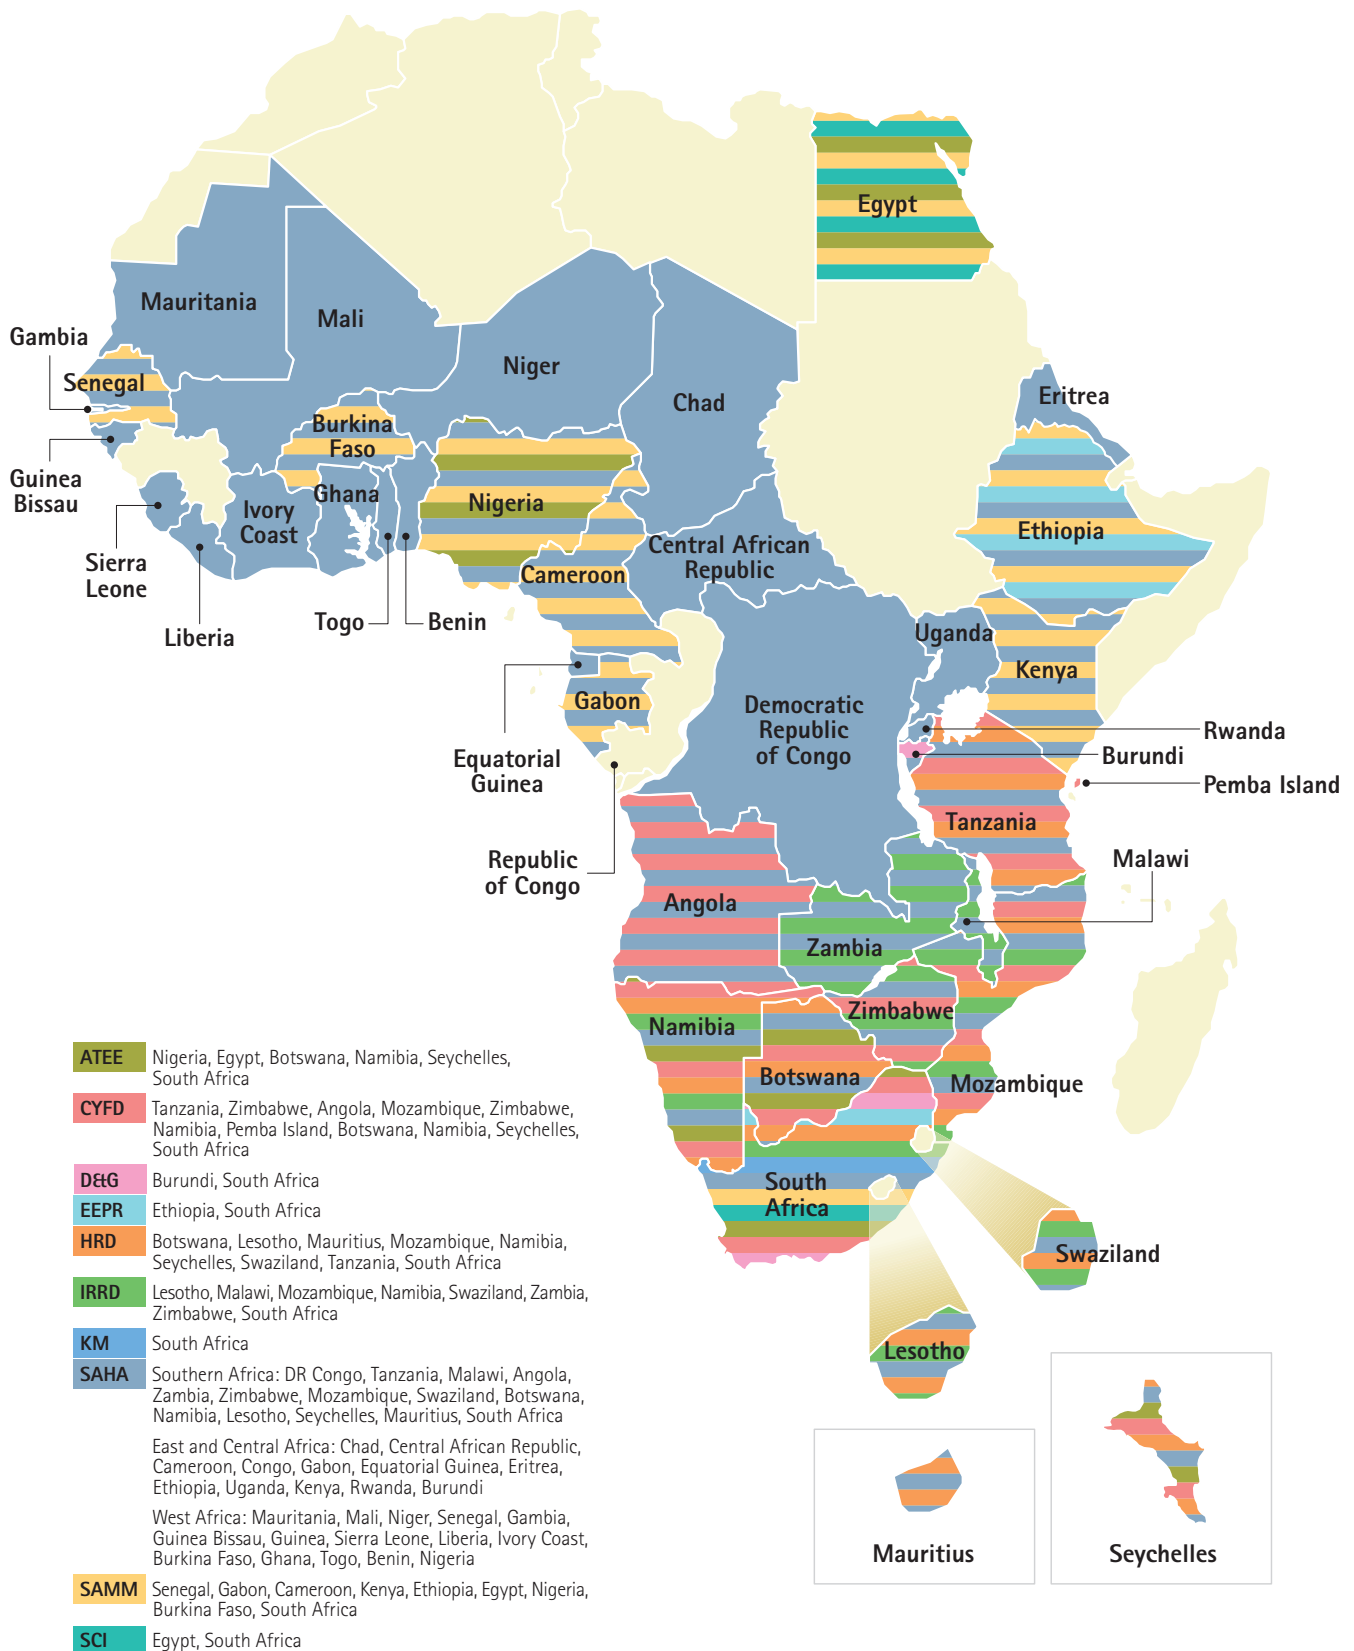 Egypt
Mauritania
Mali
Gambia
Niger
Senegal
Chad
Eritrea
Burkina
Faso
Guinea
Bissau
Ghana
Nigeria
Ivory
Coast
Ethiopia
Central African
Republic
Sierra
Leone
Cameroon
Togo
Benin
Liberia
Uganda
Kenya
Gabon
Democratic
Republic
of Congo
Rwanda
Equatorial
Guinea
Burundi
Pemba Island
Tanzania
Republic
of Congo
Malawi
Angola
Zambia
Zimbabwe
Namibia
Botswana
Mozambique
South
Africa
Swaziland
Lesotho
Mauritius
Seychelles
ATEE Nigeria, Egypt, Botswana, Namibia, Seychelles,
South Africa
CYFD Tanzania, Zimbabwe, Angola, Mozambique, Zimbabwe,
Namibia, Pemba Island, Botswana, Namibia, Seychelles,
South Africa
D&G Burundi, South Africa
EEPR Ethiopia, South Africa
HRD Botswana, Lesotho, Mauritius, Mozambique, Namibia,
Seychelles, Swaziland, Tanzania, South Africa
IRRD Lesotho, Malawi, Mozambique, Namibia, Swaziland, Zambia,
Zimbabwe, South Africa
KM South Africa
SAHA Southern Africa: DR Congo, Tanzania, Malawi, Angola,
Zambia, Zimbabwe, Mozambique, Swaziland, Botswana,
Namibia, Lesotho, Seychelles, Mauritius, South Africa
East and Central Africa: Chad, Central African Republic,
Cameroon, Congo, Gabon, Equatorial Guinea, Eritrea,
Ethiopia, Uganda, Kenya, Rwanda, Burundi
West Africa: Mauritania, Mali, Niger, Senegal, Gambia,
Guinea Bissau, Guinea, Sierra Leone, Liberia, Ivory Coast,
Burkina Faso, Ghana, Togo, Benin, Nigeria
SAMM Senegal, Gabon, Cameroon, Kenya, Ethiopia, Egypt, Nigeria,
Burkina Faso, South Africa
SCI Egypt, South Africa